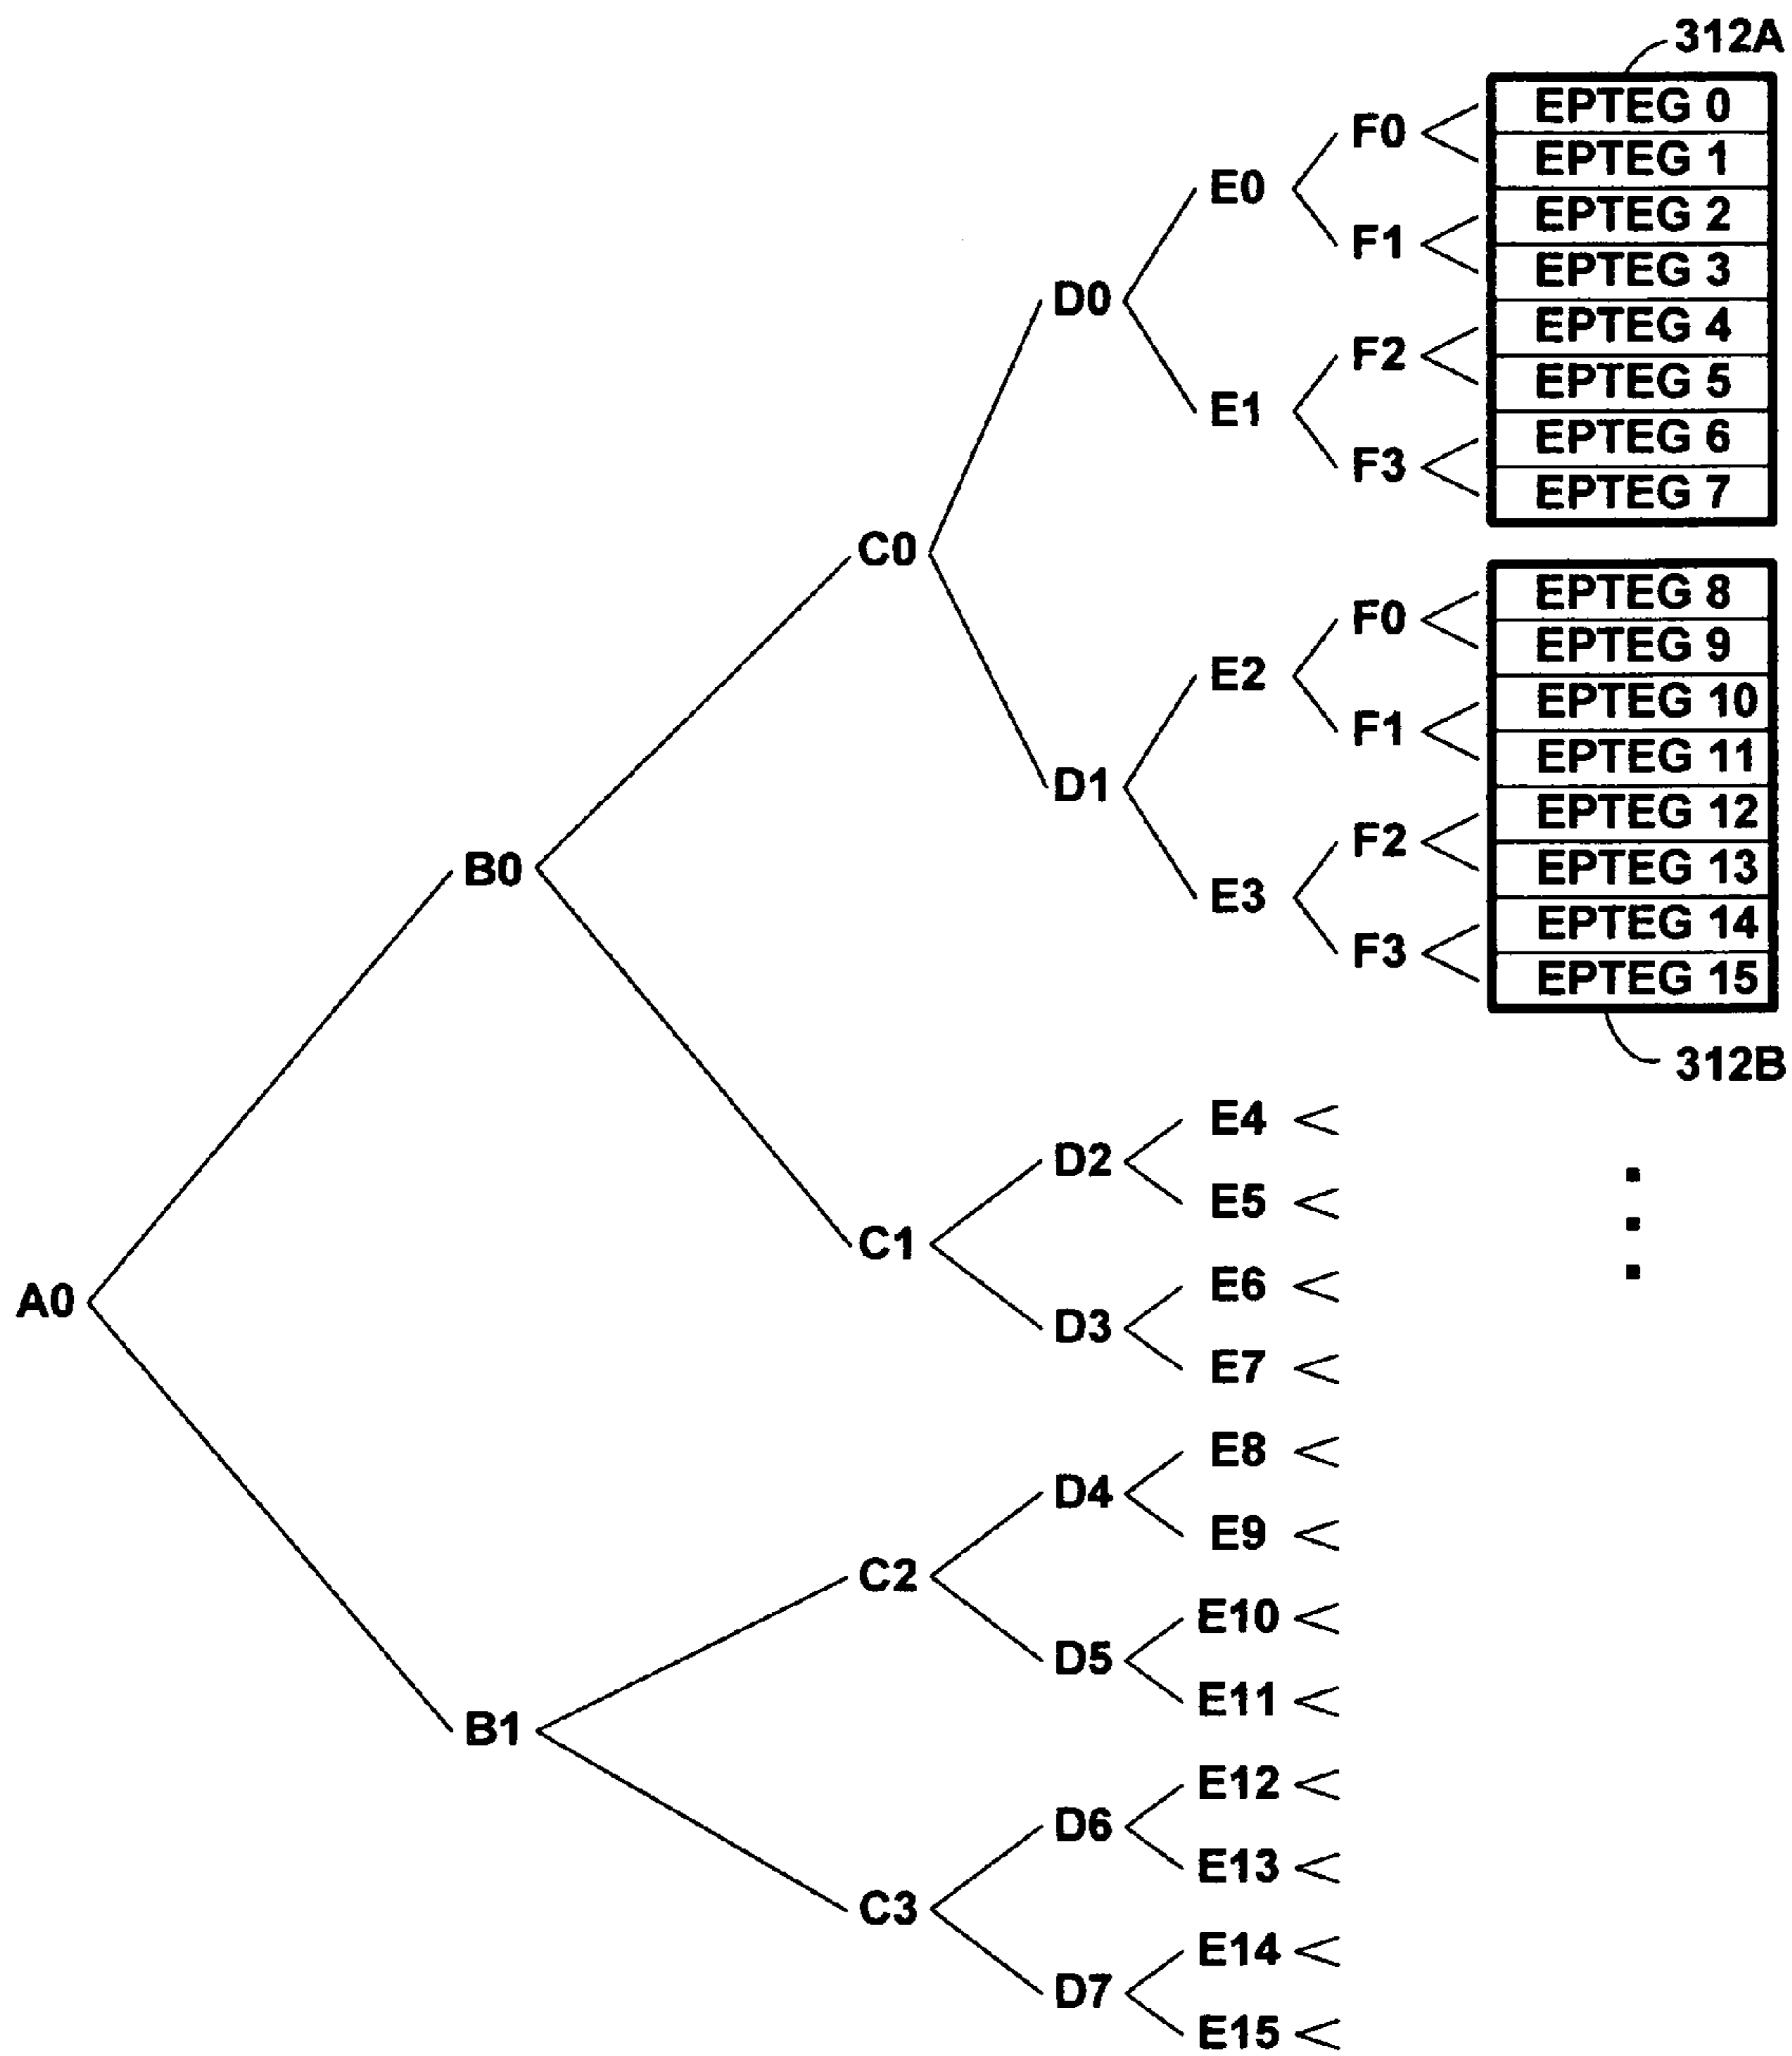 312A
EPTEG 0
F0
EPTEG 1
E0
EPTEG 2
F1
EPTEG 3
D0
EPTEG 4
F2
EPTEG 5
E1
EPTEG 6
F3
EPTEG 7
C0
EPTEG 8
F0
EPTEG 9
E2
EPTEG 10
F1
EPTEG 11
D1
EPTEG 12
F2
EPTEG 13
B0
E3
EPTEG 14
F3
EPTEG 15
312B
E4
D2
E5
C1
E6
A0
D3
E7
E8
D4
E9
C2
E10
D5
E11
B1
E12
D6
E13
C3
E14
D7
E15